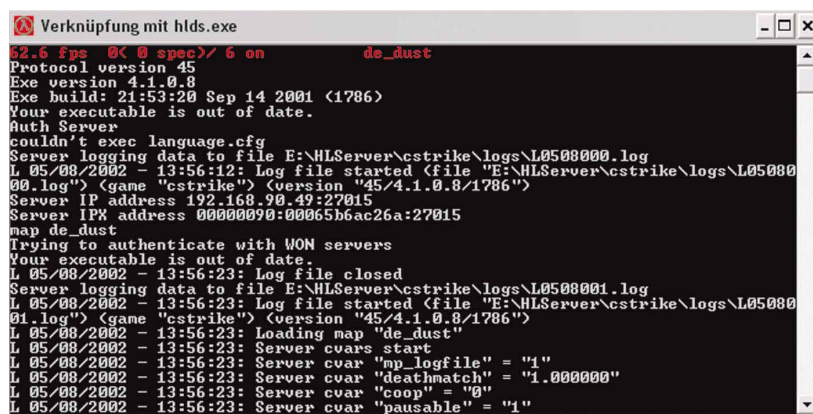 Verknüpfung mit hlds.exe
62.6 fps 0( 0 spec)/ 6 on de_dust
Protocol version 45
Exe version 4.1.0.8
Exe build: 21:53:20 Sep 14 2001 (1786)
Your executable is out of date.
Auth Server
couldn't exec language.cfg
Server logging data to file E:\HLServer\cstrike\logs\L0508000.log
L 05/08/2002 - 13:56:12: Log file started (file "E:\HLServer\cstrike\logs\L05080
00.log") (game "cstrike") (version "45/4.1.0.8/1786")
Server IP address 192.168.90.49:27015
Server IPX address 00000090:00065b6ac26a:27015
map de_dust
Trying to authenticate with WON servers
Your executable is out of date.
L 05/08/2002 - 13:56:23: Log file closed
Server logging data to file E:\HLServer\cstrike\logs\L0508001.log
L 05/08/2002 - 13:56:23: Log file started (file "E:\HLServer\cstrike\logs\L05080
01.log") (game "cstrike") (version "45/4.1.0.8/1786")
L 05/08/2002 - 13:56:23: Loading map "de_dust"
L 05/08/2002 - 13:56:23: Server cvars start
L 05/08/2002 - 13:56:23: Server cvar "mp_logfile" = "1"
L 05/08/2002 - 13:56:23: Server cvar "deathmatch" = "1.000000"
L 05/08/2002 - 13:56:23: Server cvar "coop" = "0"
L 05/08/2002 - 13:56:23: Server cvar "pausable" = "1"